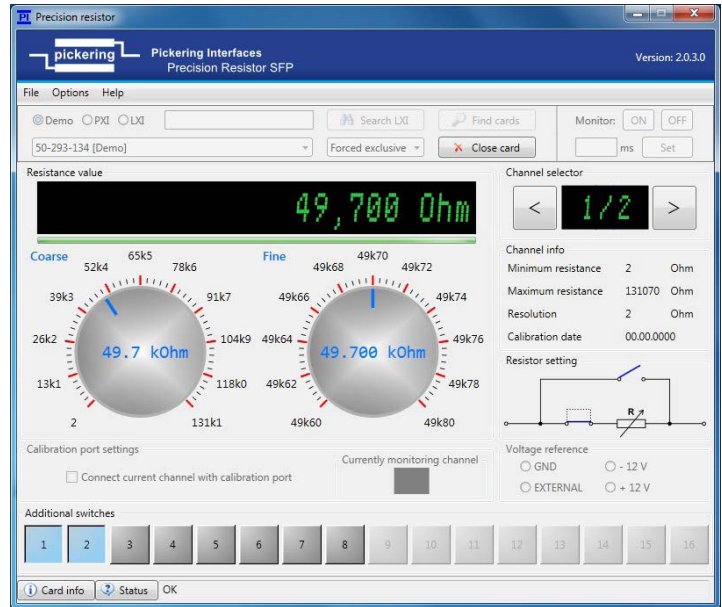 PI Precision resistor
pickering
Pickering Interfaces
Precision Resistor SFP
Version: 2.0.3.0
File Options Help
Demo PXI LXI
Search LXI
Find cards
Monitor: ON OFF
50-293-134 [Demo]
Forced exclusive
Close card
ms Set
Resistance value
49,700 Ohm
Channel selector
< 1/2 >
Coarse
2
13k1
26k2
39k3
52k4
65k5
78k6
91k7
104k9
118k0
131k1
49.7 kOhm
Fine
49k60
49k62
49k64
49k66
49k68
49k70
49k72
49k74
49k76
49k78
49k80
49.700 kOhm
Channel info
Minimum resistance 2 Ohm
Maximum resistance 131070 Ohm
Resolution 2 Ohm
Calibration date 00.00.0000
Resistor setting
R
Calibration port settings
Connect current channel with calibration port
Currently monitoring channel
Voltage reference
GND - 12 V
EXTERNAL + 12 V
Additional switches
1 2 3 4 5 6 7 8 9 10 11 12 13 14 15 16
Card info Status OK